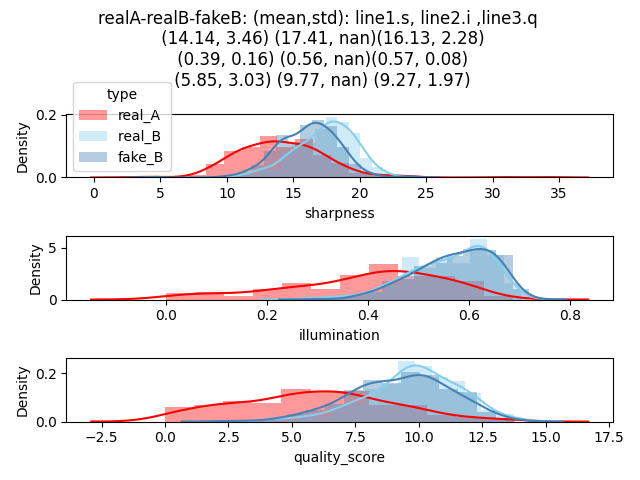 realA-realB-fakeB: (mean,std): line1.s, line2.i ,line3.q
(14.14, 3.46) (17.41, nan)(16.13, 2.28)
(0.39, 0.16) (0.56, nan)(0.57, 0.08)
(5.85, 3.03) (9.77, nan) (9.27, 1.97)
type
real_A
real_B
fake_B
Density
0.2
0.0
0 5 10 15 20 25 30 35
sharpness
Density
5
0
0.0 0.2 0.4 0.6 0.8
illumination
Density
0.2
0.0
−2.5 0.0 2.5 5.0 7.5 10.0 12.5 15.0 17.5
quality_score